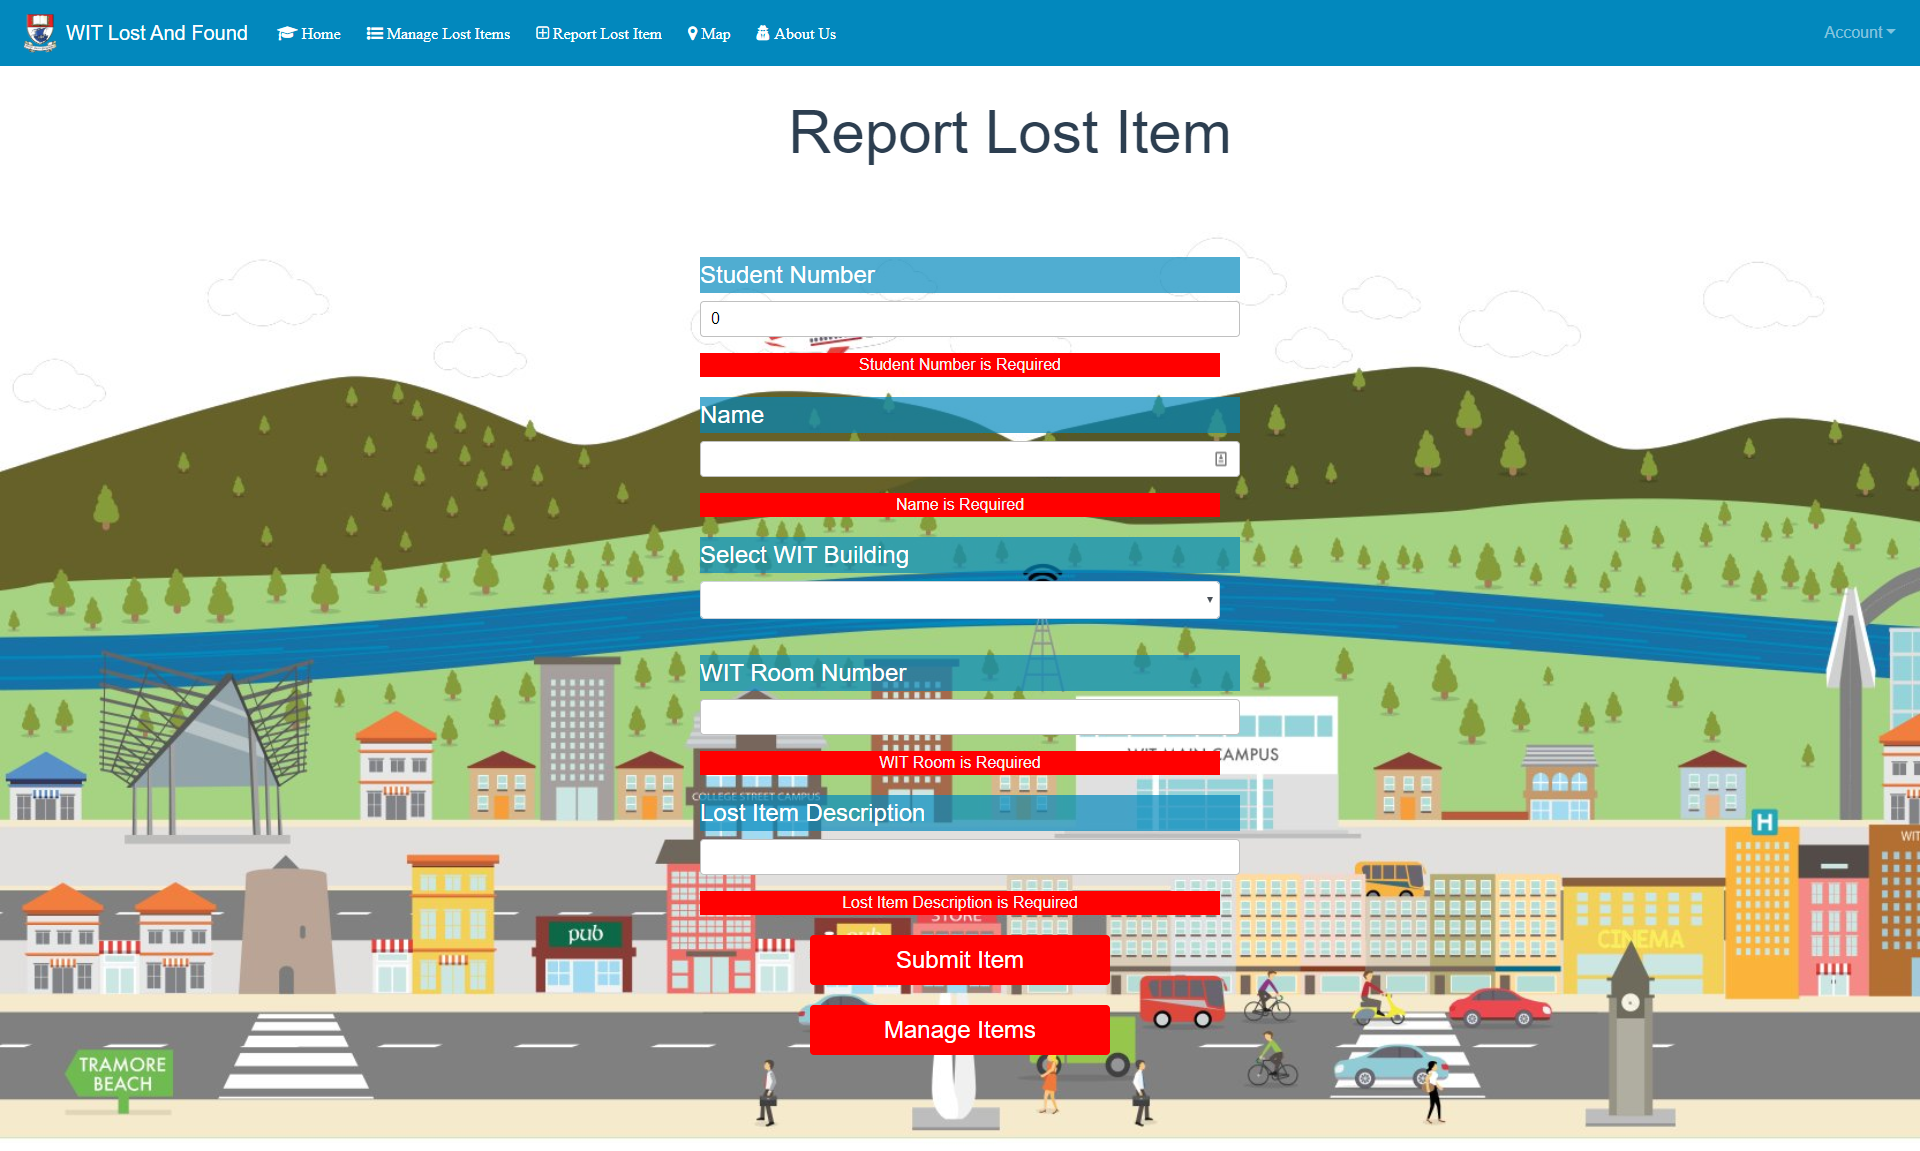 WIT Lost And Found
Home
Manage Lost Items
Report Lost Item
Map
About Us
Account
Report Lost Item
Student Number
0
Student Number is Required
Name
Name is Required
Select WIT Building
WIT Room Number
WIT MAIN CAMPUS
WIT Room is Required
COLLEGE STREET CAMPUS
Lost Item Description
H
WIT
Lost Item Description is Required
STORE
pub
pub
CINEMA
Submit Item
Manage Items
TRAMORE
BEACH